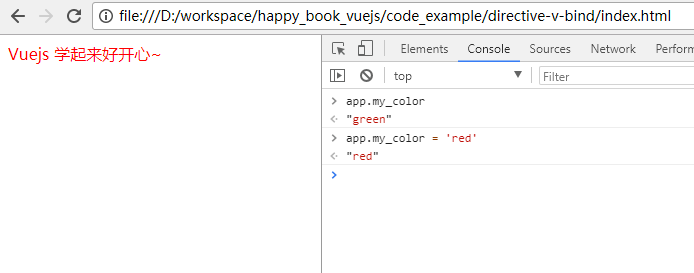 file:///D:/workspace/happy_book_vuejs/code_example/directive-v-bind/index.html
Vuejs 学起来好开心~
Elements Console Sources Network Memory
top Filter
> app.my_color
"green"
> app.my_color = 'red'
"red"
>